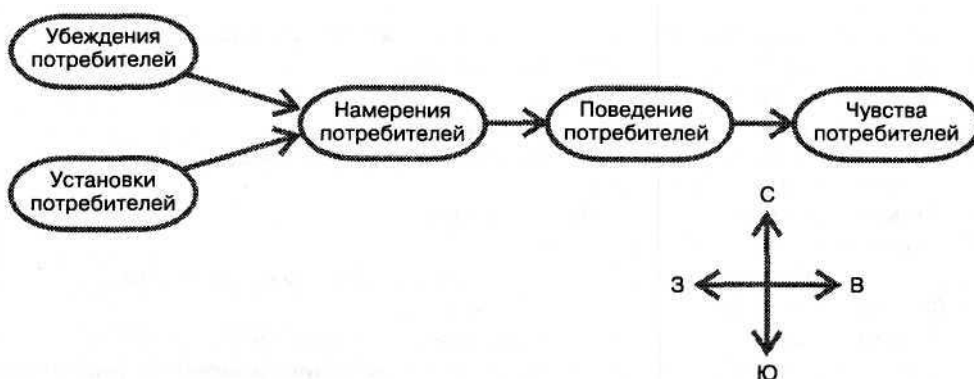 Убеждения
потребителей
Намерения
потребителей
Поведение
потребителей
Чувства
потребителей
Установки
потребителей
С
З
В
Ю